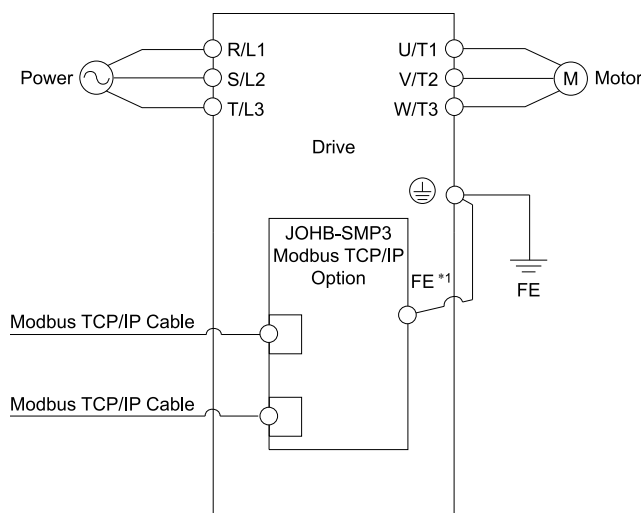 R/L1
U/T1
Power
S/L2
V/T2
M
Motor
T/L3
W/T3
Drive
JOHB-SMP3
Modbus TCP/IP
Option
FE *1
FE
Modbus TCP/IP Cable
Modbus TCP/IP Cable